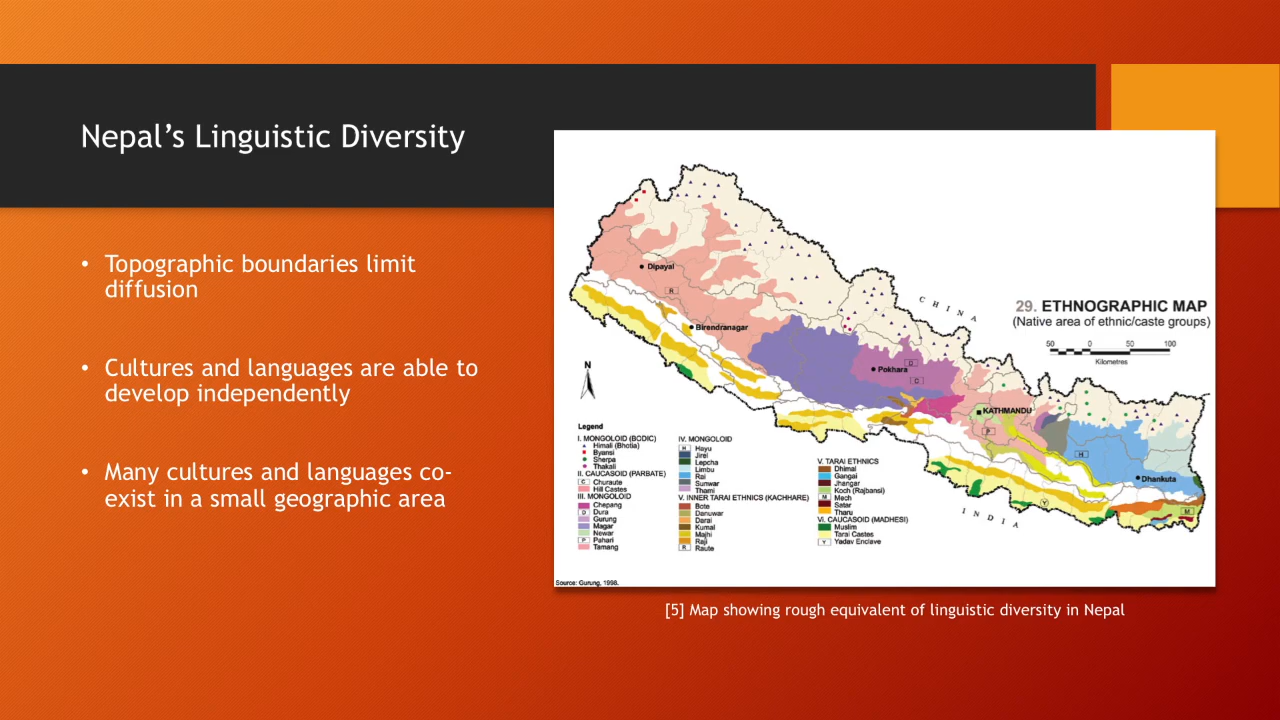 Nepal’s Linguistic Diversity
• Topographic boundaries limit
diffusion
• Cultures and languages are able to
develop independently
• Many cultures and languages co-
exist in a small geographic area
29. ETHNOGRAPHIC MAP
(Native area of ethnic/caste groups)
50 0 50 100
Kilometres
CHINA
INDIA
N
Dipayal
R
Birendranagar
Pokhara
D
C
KATHMANDU
P
H
Dhankuta
Y
M
Legend
I. MONGOLOID (BODIC)
Himali (Bhotia)
Byansi
Sherpa
Thakali
II. CAUCASOID (PARBATE)
C Churaute
Hill Castes
III. MONGOLOID
Chepang
D Dura
Gurung
Magar
Newar
P Pahari
Tamang
IV. MONGOLOID
H Hayu
Jirel
Lepcha
Limbu
Rai
Sunwar
Thami
V. INNER TARAI ETHNICS (KACHHARE)
Bote
Danuwar
Darai
Kumal
Majhi
Raji
R Raute
V. TARAI ETHNICS
Dhimal
Gangai
Jhangar
Koch (Rajbansi)
M Mech
Satar
Tharu
VI. CAUCASOID (MADHESI)
Muslim
Tarai Castes
Y Yadav Enclave
Source: Gurung, 1998.
[5] Map showing rough equivalent of linguistic diversity in Nepal